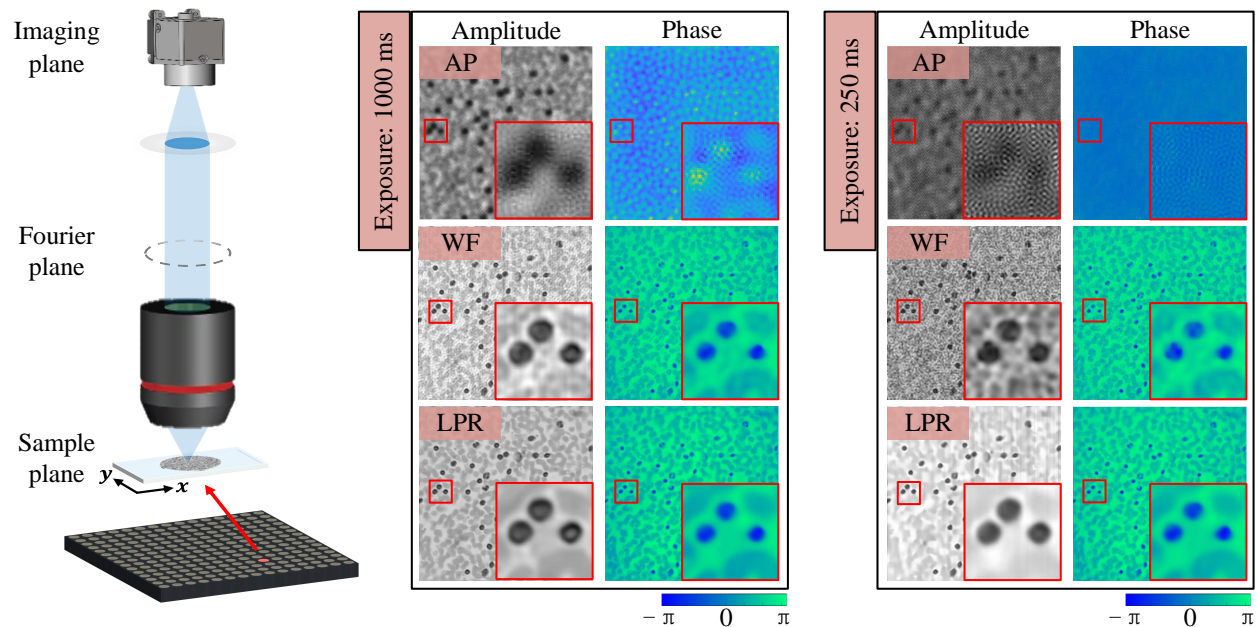 Imaging
plane
Fourier
plane
Sample
plane
y
x
Exposure: 1000 ms
Amplitude
Phase
AP
WF
LPR
− π
0
π
Exposure: 250 ms
Amplitude
Phase
AP
WF
LPR
− π
0
π